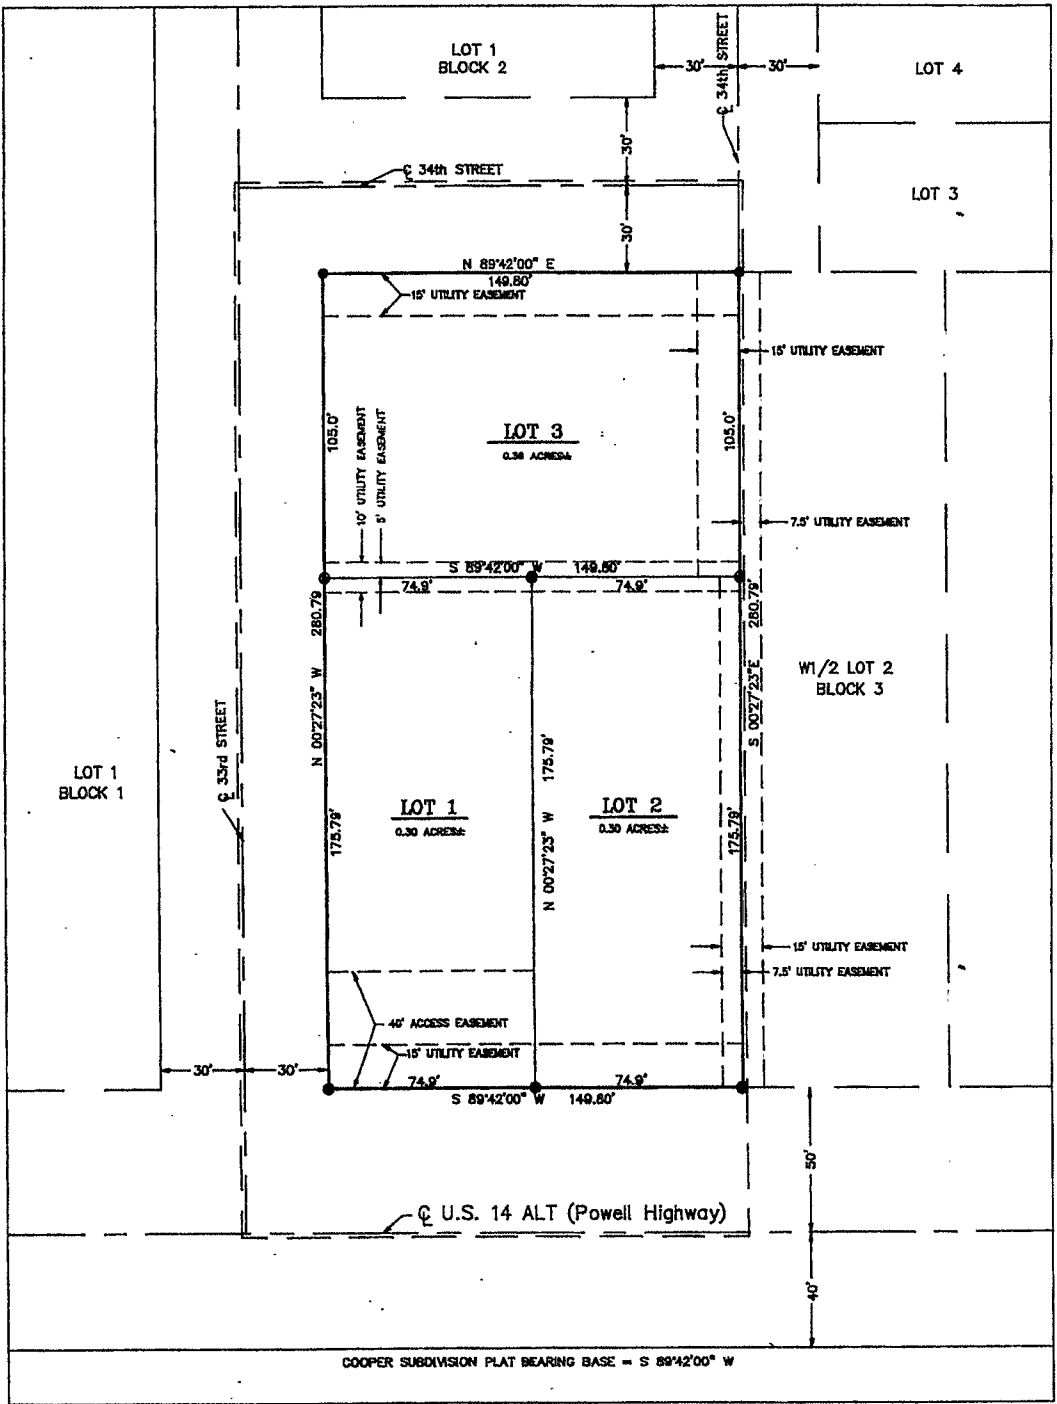 LOT 1
BLOCK 2
30'
30'
℄ 34th STREET
LOT 4
30'
℄ 34th STREET
LOT 3
30'
N 89°42'00" E
149.80'
15' UTILITY EASEMENT
15' UTILITY EASEMENT
105.0'
10' UTILITY EASEMENT
5' UTILITY EASEMENT
LOT 3
0.36 ACRES±
105.0'
7.5' UTILITY EASEMENT
S 89°42'00" W 149.80'
74.9'
74.9'
N 00°27'23" W 280.79
S 00°27'23"E 280.79'
W1/2 LOT 2
BLOCK 3
℄ 33rd STREET
LOT 1
BLOCK 1
175.79'
LOT 1
0.30 ACRES±
N 00°27'23" W 175.79'
LOT 2
0.30 ACRES±
175.79'
15' UTILITY EASEMENT
7.5' UTILITY EASEMENT
40' ACCESS EASEMENT
15' UTILITY EASEMENT
30'
30'
74.9'
74.9'
S 89°42'00" W 149.80'
50'
℄ U.S. 14 ALT (Powell Highway)
40'
COOPER SUBDIVISION PLAT BEARING BASE = S 89°42'00" W